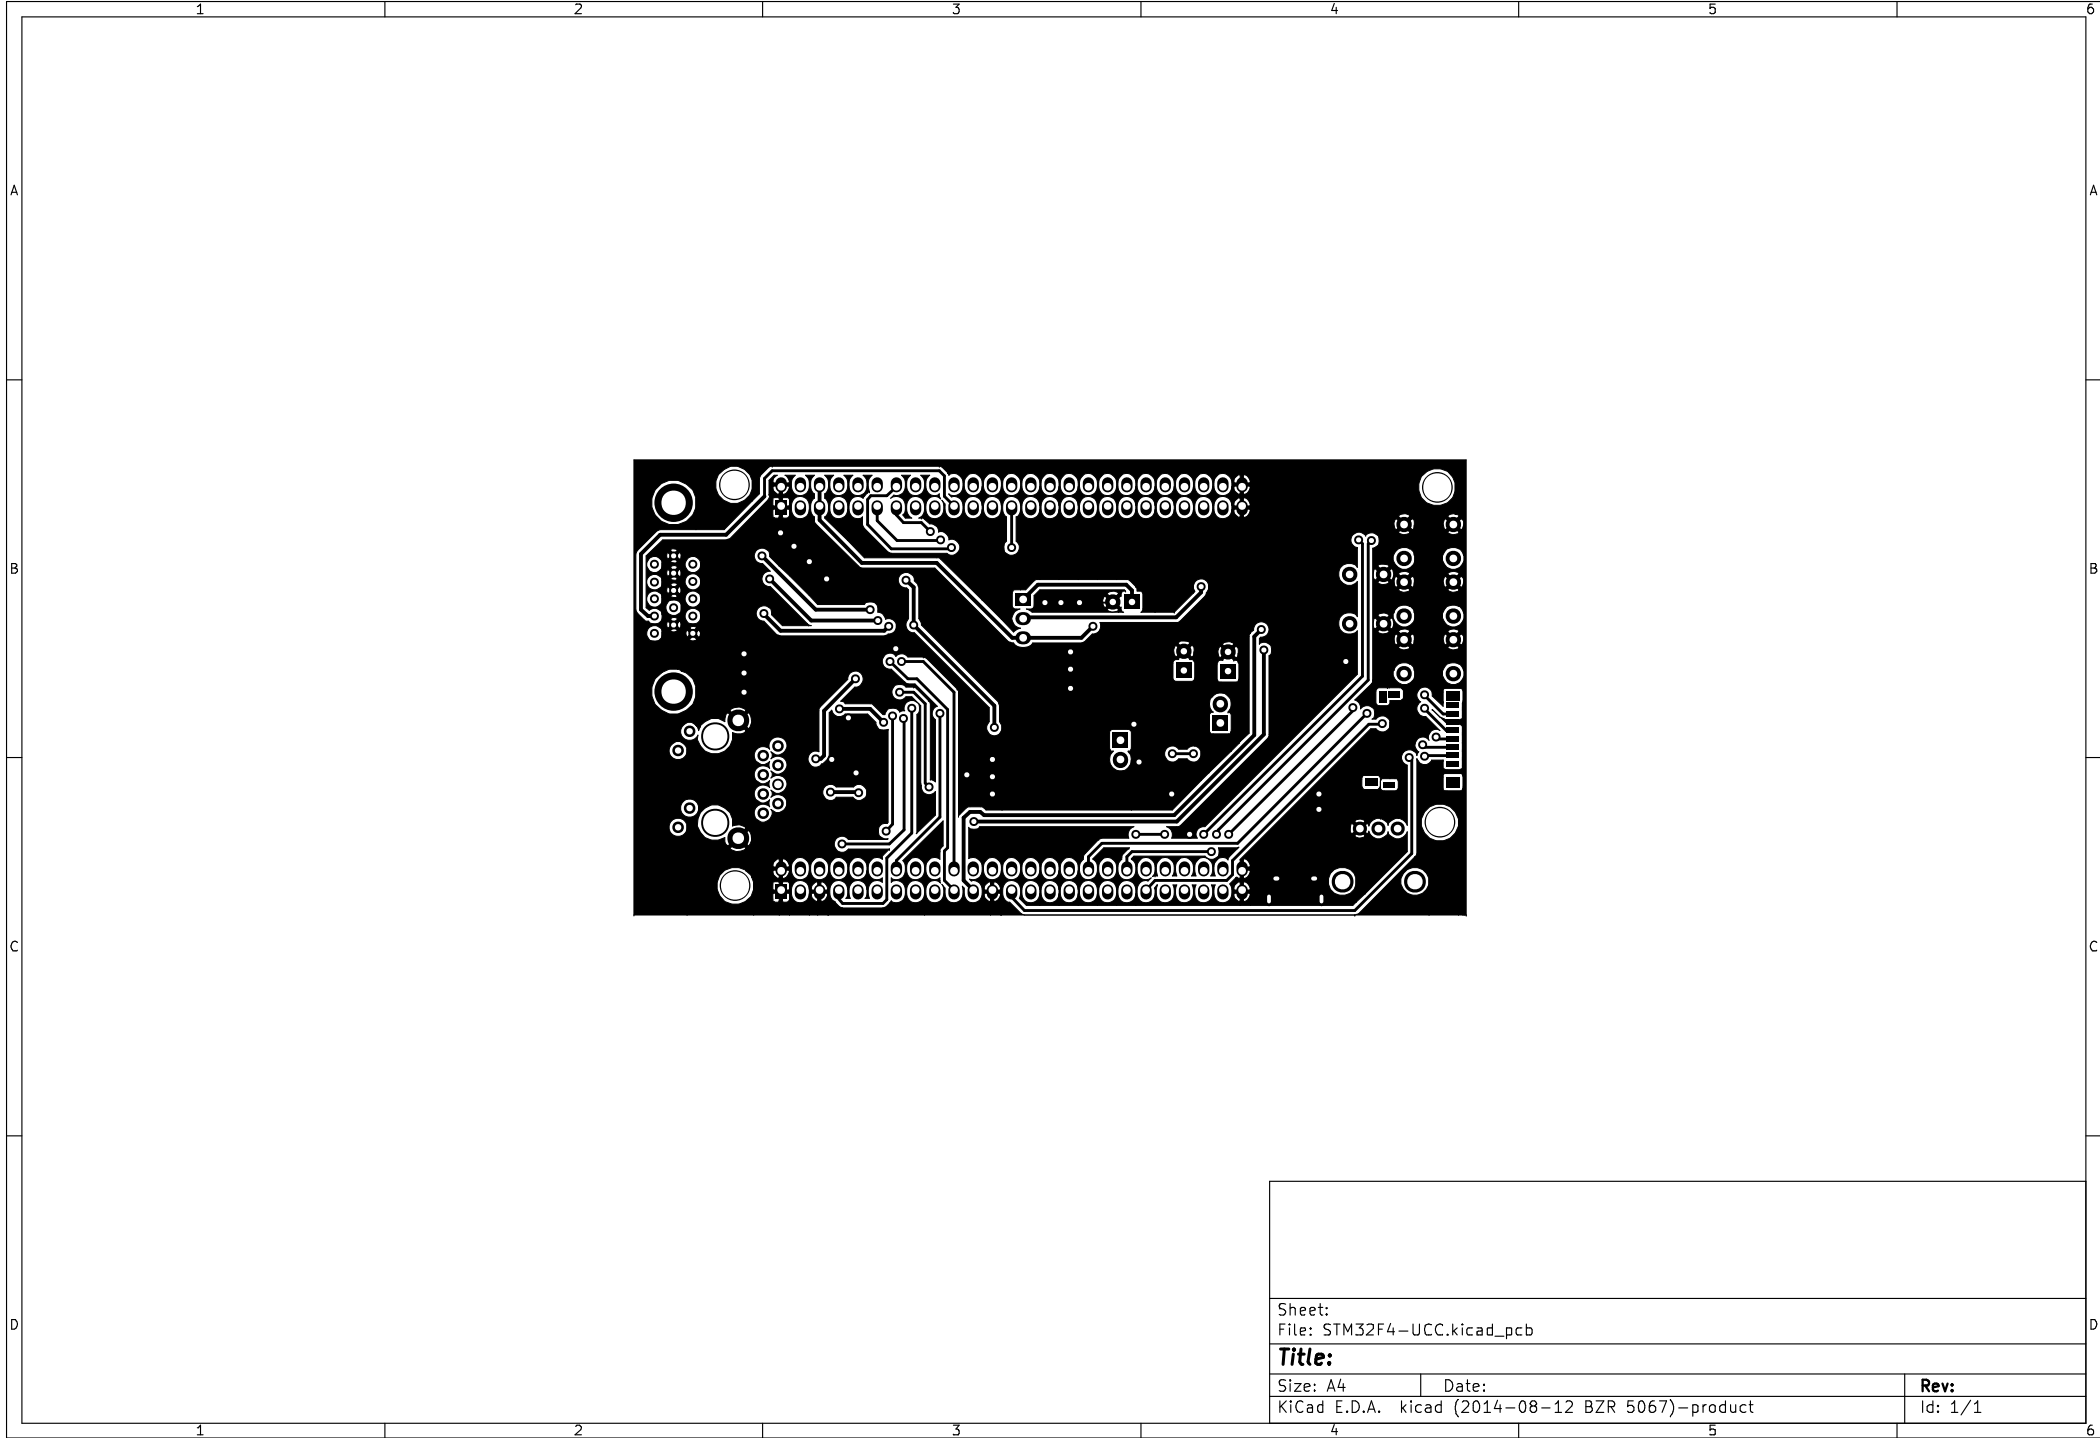 1 2 3 4 5 6
A A
B B
C C
D D
Sheet:
File: STM32F4-UCC.kicad_pcb
Title:
Size: A4 Date: Rev:
KiCad E.D.A. kicad (2014-08-12 BZR 5067)-product Id: 1/1
1 2 3 4 5 6